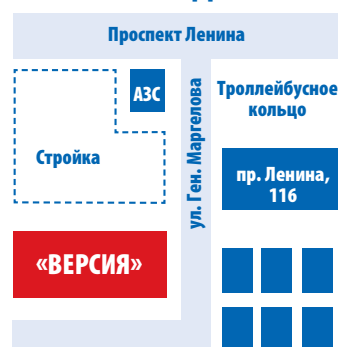 Проспект Ленина
АЗС
Троллейбусное
кольцо
ул. Ген. Маргелова
Стройка
пр. Ленина,
116
«ВЕРСИЯ»